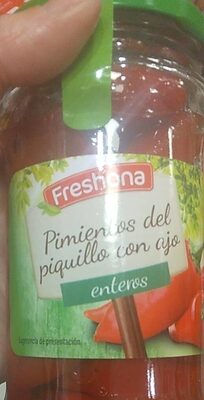 Freshona
Pimientos del
piquillo con ajo
enteros
Sugerencia de presentación.